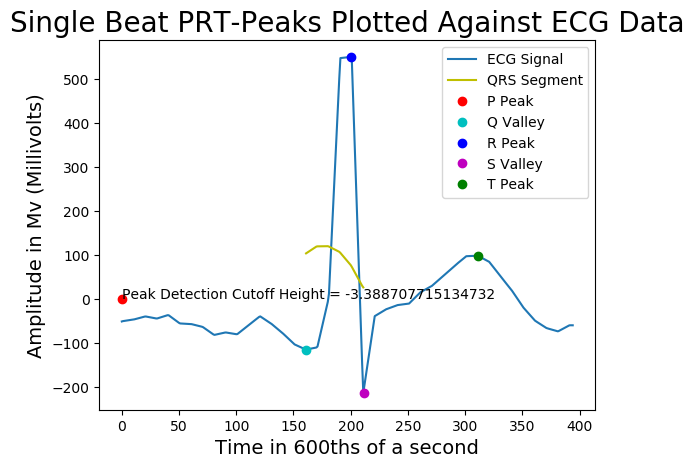 Single Beat PRT-Peaks Plotted Against ECG Data
ECG Signal
QRS Segment
P Peak
Q Valley
R Peak
S Valley
T Peak
500
400
300
200
100
0
−100
−200
Amplitude in Mv (Millivolts)
Peak Detection Cutoff Height = -3.388707715134732
0 50 100 150 200 250 300 350 400
Time in 600ths of a second